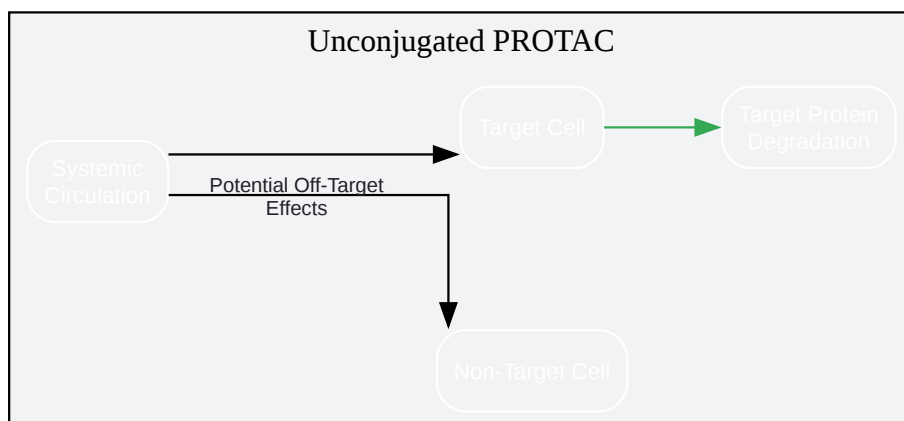 Unconjugated PROTAC
Target Cell
Target Protein
Degradation
Systemic
Circulation
Potential Off-Target
Effects
Non-Target Cell